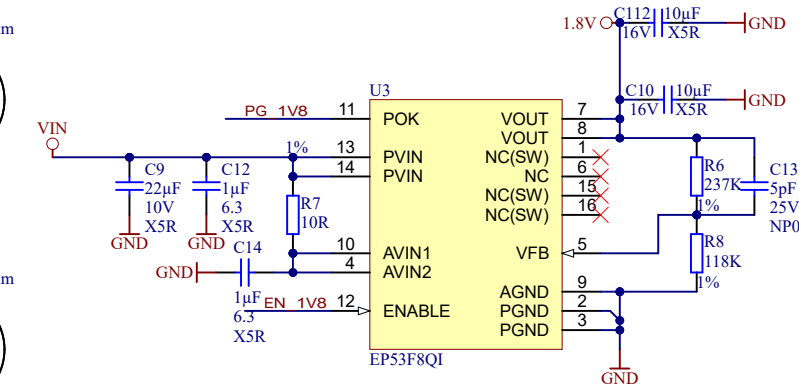 m
C112 10µF
1.8V
GND
16V X5R
U3
C10 10µF
GND
16V X5R
PG_1V8 11 POK
VOUT 7
VOUT 8
VIN
1%
13 PVIN
NC(SW) 1
14 PVIN
NC 6
C9
22µF
10V
X5R
GND
C12
1µF
6.3
X5R
GND
R7
10R
NC(SW) 15
NC(SW) 16
R6
237K
1%
C13
5pF
25V
NP0
C14
GND
1µF
6.3
X5R
10 AVIN1
4 AVIN2
VFB 5
R8
118K
1%
m
EN_1V8 12 ENABLE
AGND 9
PGND 2
PGND 3
EP53F8QI
GND